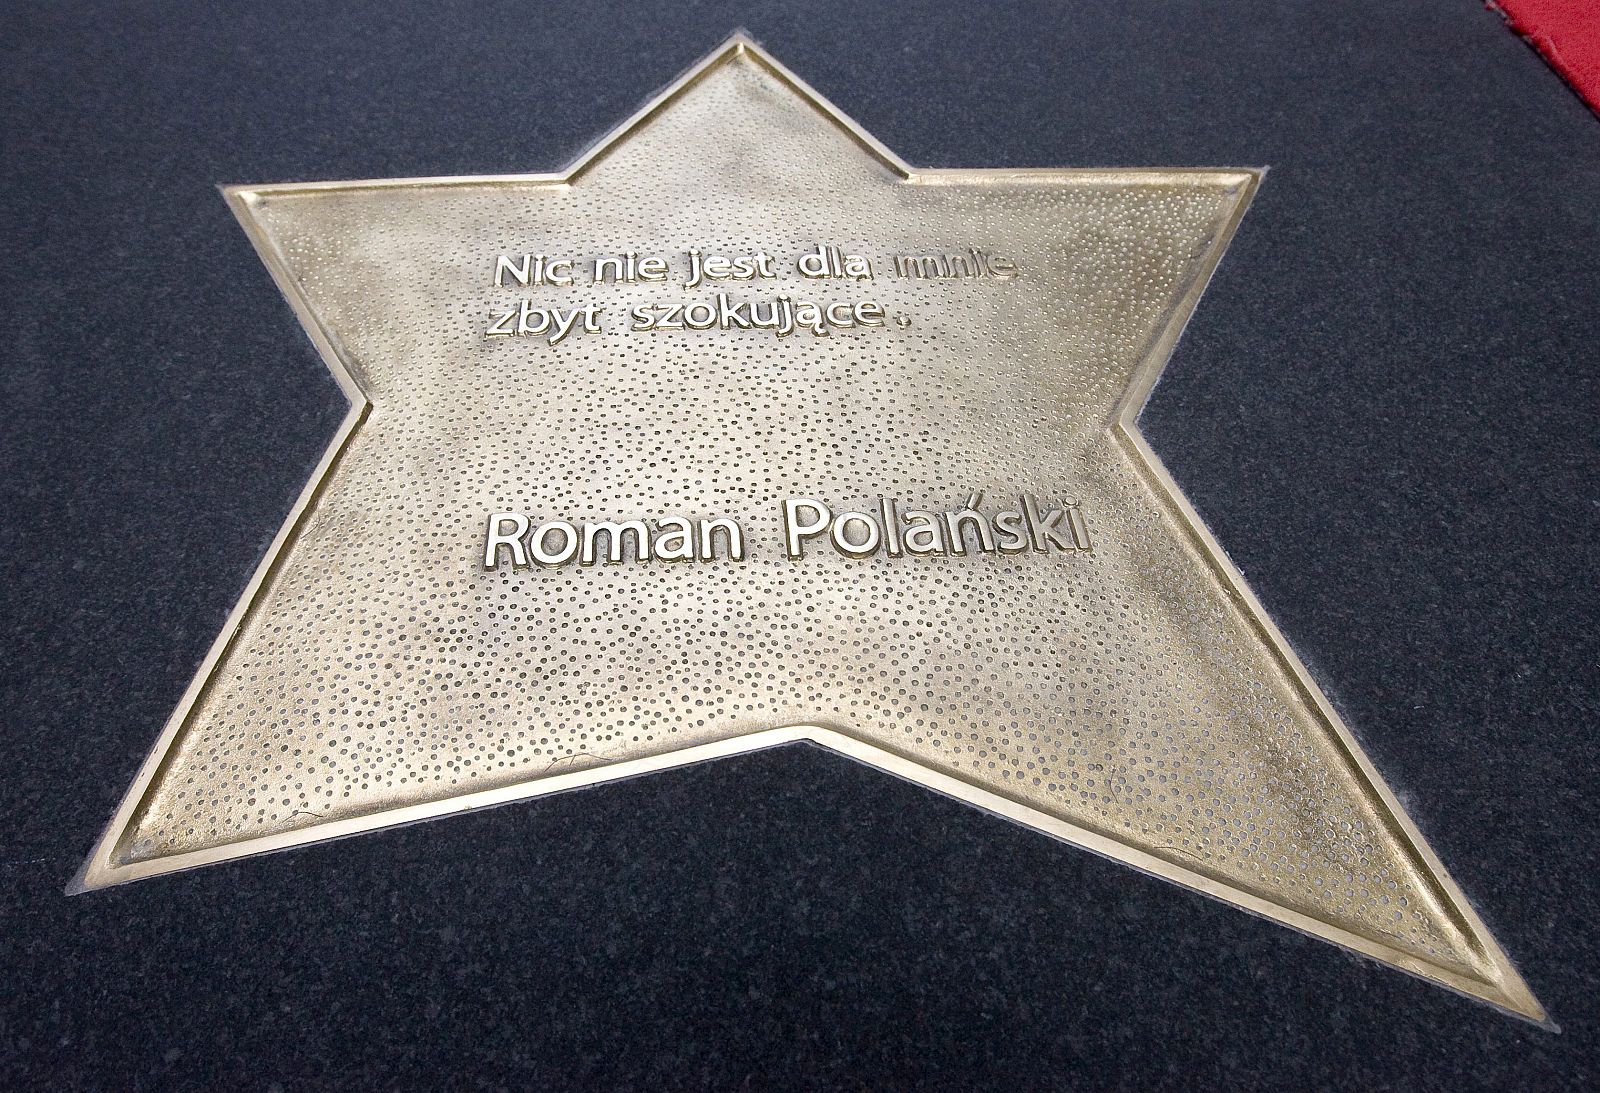 Nic nie jest dla mnie
zbyt szokujące.
Roman Polański